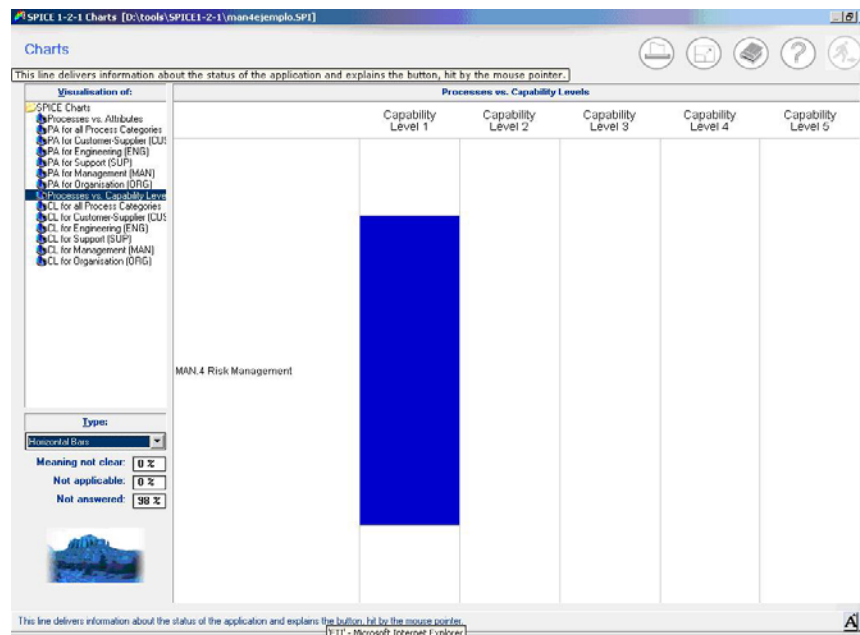 SPICE 1-2-1 Charts [D:\tools\SPICE1-2-1\man4ejemplo.SP1]
Charts
This line delivers information about the status of the application and explains the button, hit by the mouse pointer.
Visualisation of:
SPICE Charts
Processes vs. Attributes
PA for all Process Categories
PA for Customer-Supplier (CUS
PA for Engineering (ENG)
PA for Support (SUP)
PA for Management (MAN)
PA for Organisation (ORG)
Processes vs. Capability Leve
CL for all Process Categories
CL for Customer-Supplier (CUS
CL for Engineering (ENG)
CL for Support (SUP)
CL for Management (MAN)
CL for Organisation (ORG)
Type:
Horizontal Bars
Meaning not clear: 0 %
Not applicable: 0 %
Not answered: 98 %
Processes vs. Capability Levels
Capability Level 1
Capability Level 2
Capability Level 3
Capability Level 4
Capability Level 5
MAN.4 Risk Management
This line delivers information about the status of the application and explains the button, hit by the mouse pointer.
- Microsoft Internet Explorer
A